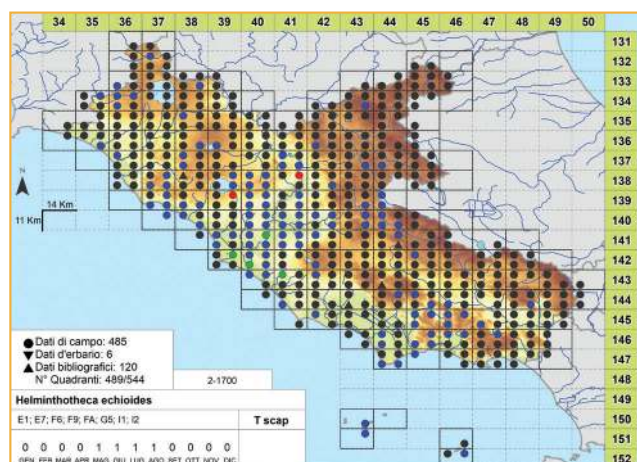 34 35 36 37 38 39 40 41 42 43 44 45 46 47 48 49 50
131
132
133
134
135
136
137
138
139
140
141
142
143
144
145
146
147
148
149
150
151
152
N
14 Km
11 Km
Dati di campo: 485
Dati d'erbario: 6
Dati bibliografici: 120
N° Quadranti: 489/544
2-1700
Helminthotheca echioides
E1; E7; F6; F9; FA; G5; I1; I2
T scap
0 0 0 0 1 1 1 1 0 0 0 0
GEN FEB MAR APR MAG GIU LUG AGO SET OTT NOV DIC